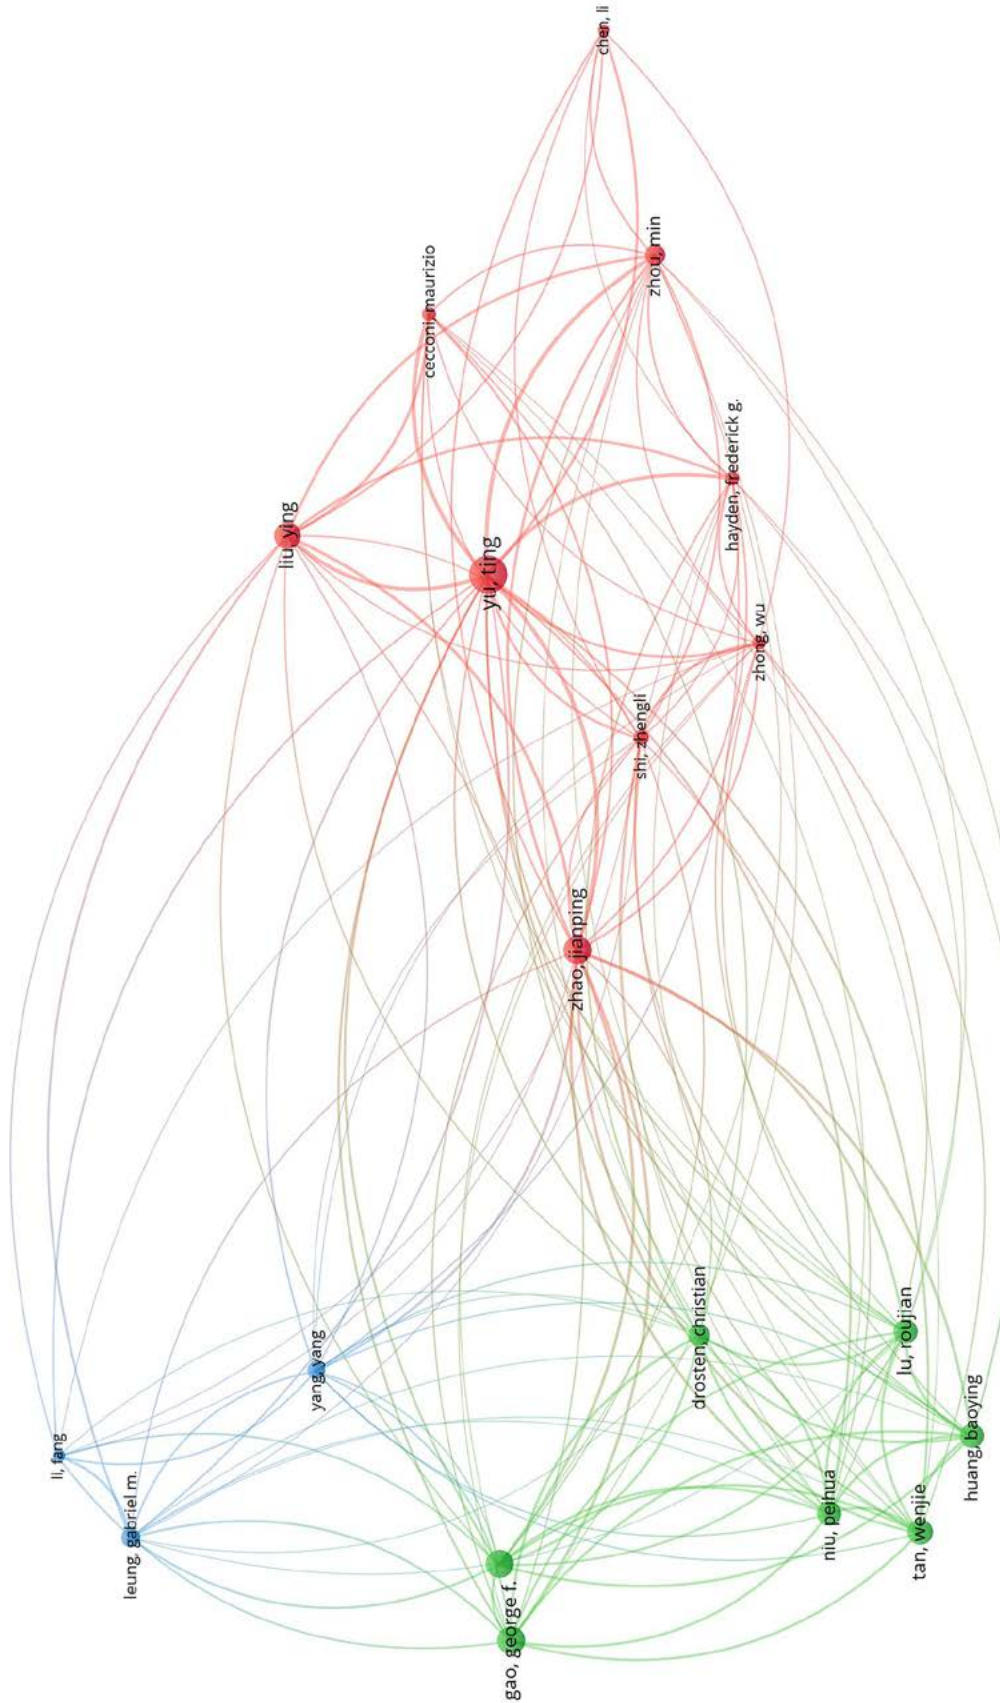 chen, li
zhou, min
cecconi, maurizio
hayden, frederick g.
liu, ying
yu, ting
zhong, wu
shi, zhengli
zhao, jianping
drosten, christian
lu, roujian
yang, yang
huang, baoying
li, fang
niu, peihua
tan, wenjie
leung, gabriel m.
gao, george f.